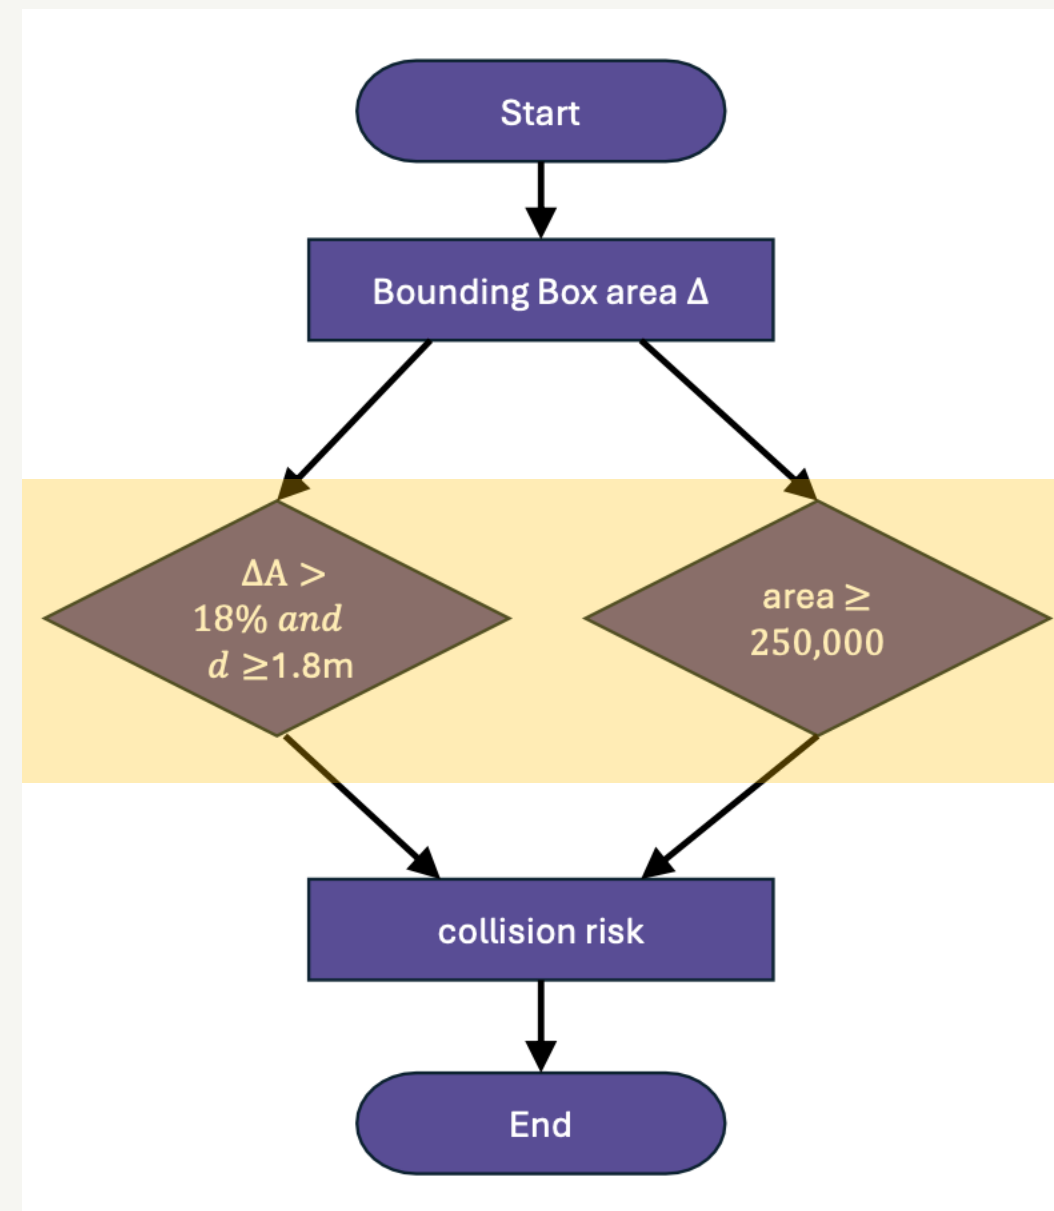 Start
Bounding Box area Δ
ΔA >
18% and
d ≥1.8m
area ≥
250,000
collision risk
End